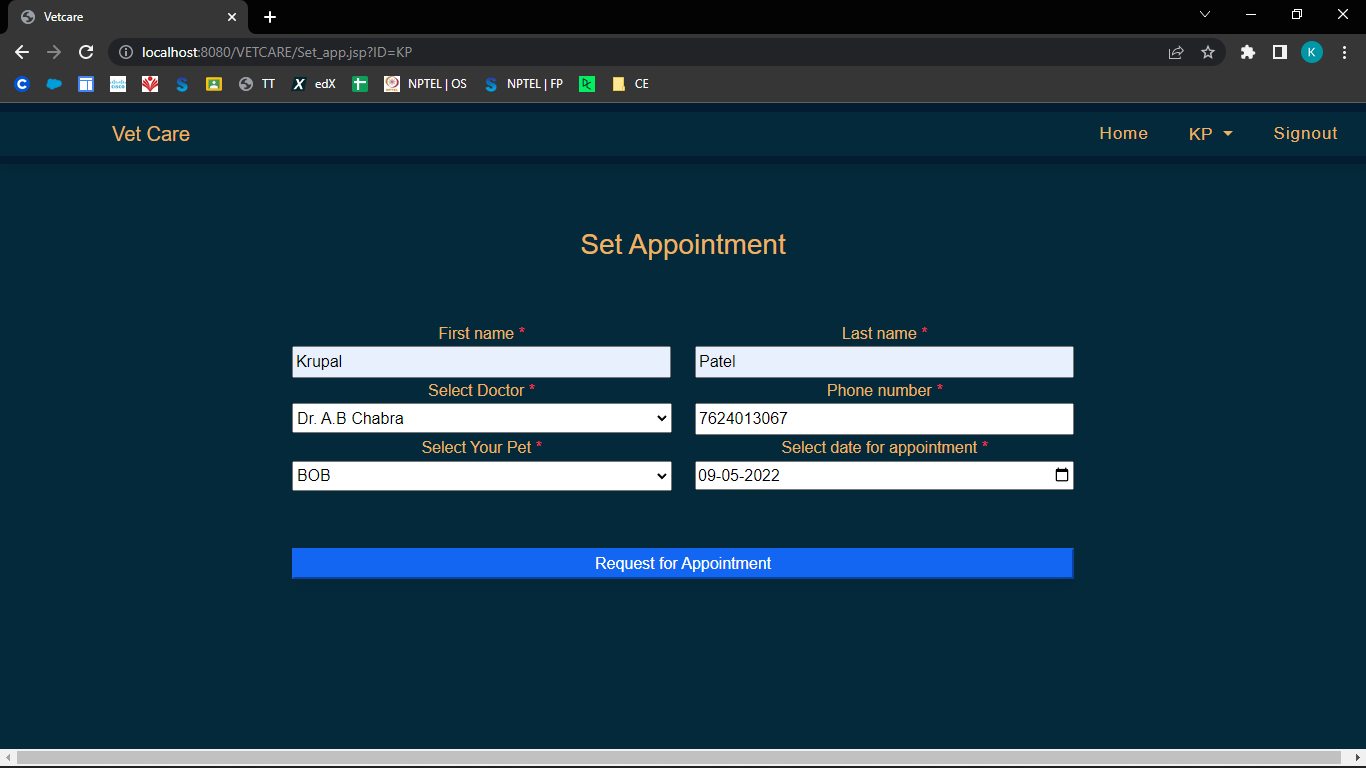 Vetcare
localhost:8080/VETCARE/Set_app.jsp?ID=KP
K
TT
edX
NPTEL | OS
NPTEL | FP
CE
Vet Care
Home
KP
Signout
Set Appointment
First name *
Last name *
Krupal
Patel
Select Doctor *
Phone number *
Dr. A.B Chabra
7624013067
Select Your Pet *
Select date for appointment *
BOB
09-05-2022
Request for Appointment